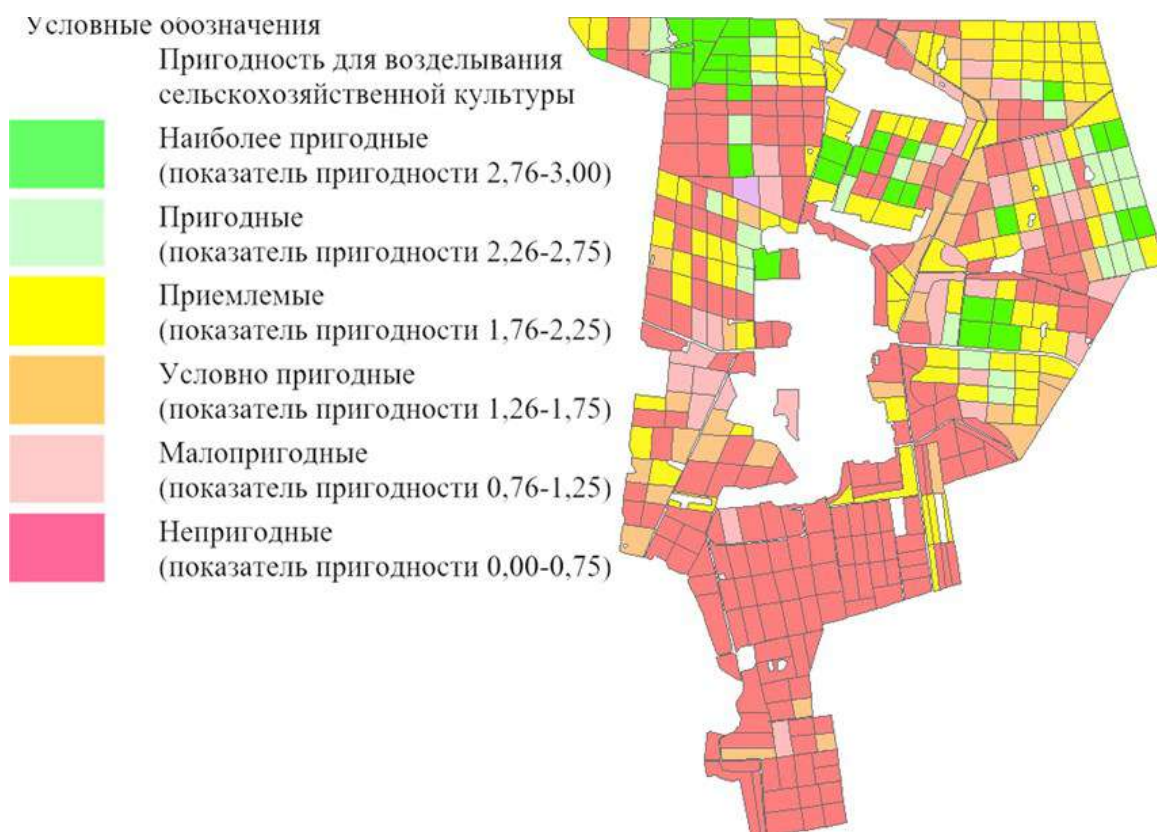 Условные обозначения
Пригодность для возделывания
сельскохозяйственной культуры
Наиболее пригодные
(показатель пригодности 2,76-3,00)
Пригодные
(показатель пригодности 2,26-2,75)
Приемлемые
(показатель пригодности 1,76-2,25)
Условно пригодные
(показатель пригодности 1,26-1,75)
Малопригодные
(показатель пригодности 0,76-1,25)
Непригодные
(показатель пригодности 0,00-0,75)